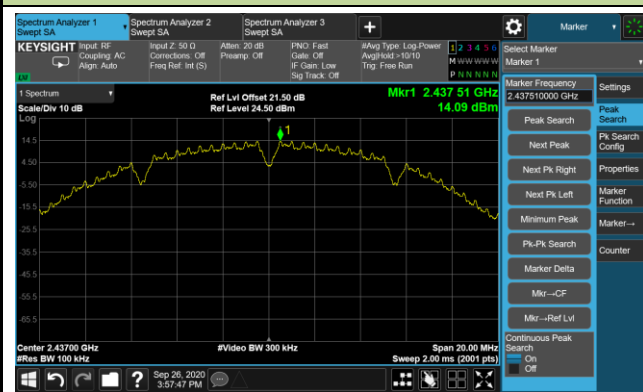 Spectrum Analyzer 1
Swept SA
Spectrum Analyzer 2
Swept SA
Spectrum Analyzer 3
Swept SA
+
Marker
KEYSIGHT
Input: RF
Coupling: AC
Align: Auto
Input Z: 50 Ω
Corrections: Off
Freq Ref: Int (S)
Atten: 20 dB
Preamp: Off
PNO: Fast
Gate: Off
IF Gain: Low
Sig Track: Off
#Avg Type: Log-Power
Avg|Hold:>10/10
Trig: Free Run
1 2 3 4 5 6
M W W W W W
P N N N N N
LVI
Select Marker
Marker 1
1 Spectrum
Scale/Div 10 dB
Ref Lvl Offset 21.50 dB
Ref Level 24.50 dBm
Mkr1 2.437 51 GHz
14.09 dBm
Log
1
14.5
4.50
-5.50
-15.5
-25.5
-35.5
-45.5
-55.5
-65.5
Center 2.43700 GHz
#Res BW 100 kHz
#Video BW 300 kHz
Span 20.00 MHz
Sweep 2.00 ms (2001 pts)
Marker Frequency
2.437510000 GHz
Peak Search
Next Peak
Next Pk Right
Next Pk Left
Minimum Peak
Pk-Pk Search
Marker Delta
Mkr→CF
Mkr→Ref Lvl
Continuous Peak
Search
On
Off
Settings
Peak
Search
Pk Search
Config
Properties
Marker
Function
Marker→
Counter
?
Sep 26, 2020
3:57:47 PM